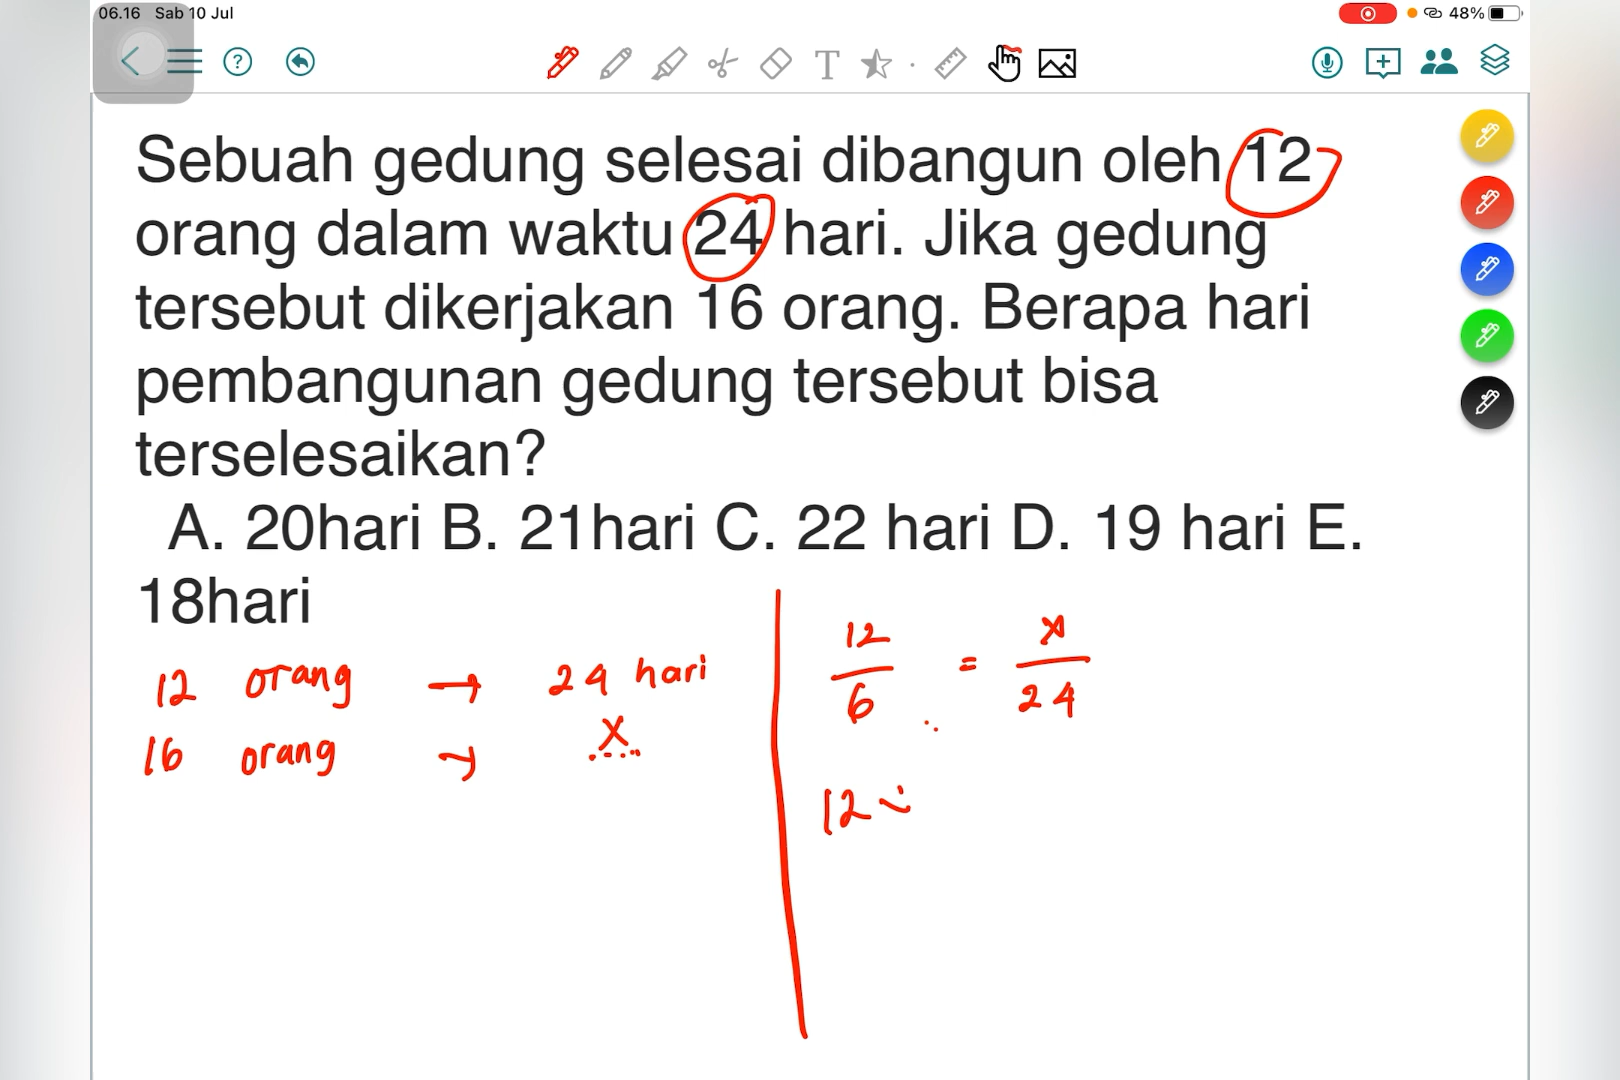 06.16 Sab 10 Jul
48%
?
T
Sebuah gedung selesai dibangun oleh 12
orang dalam waktu 24 hari. Jika gedung
tersebut dikerjakan 16 orang. Berapa hari
pembangunan gedung tersebut bisa
terselesaikan?
A. 20hari B. 21hari C. 22 hari D. 19 hari E.
18hari
12 orang → 24 hari
16 orang → x
12/6 = x/24
12